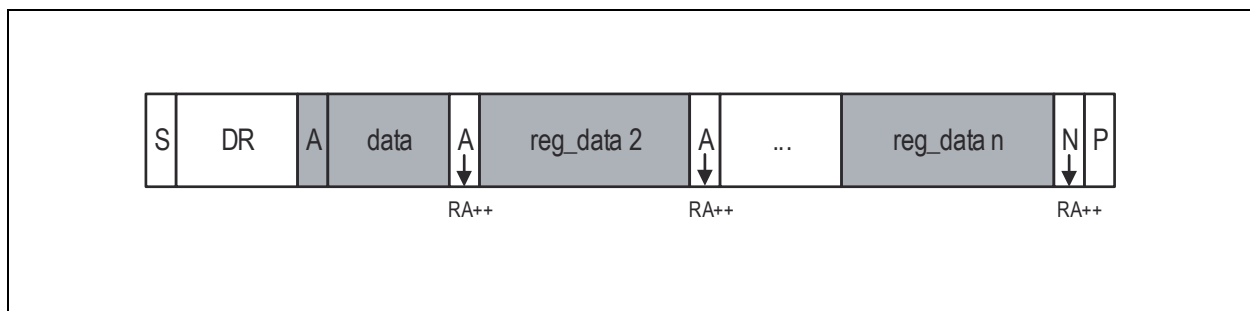 S DR A data A reg_data 2 A ... reg_data n N P
RA++ RA++ RA++